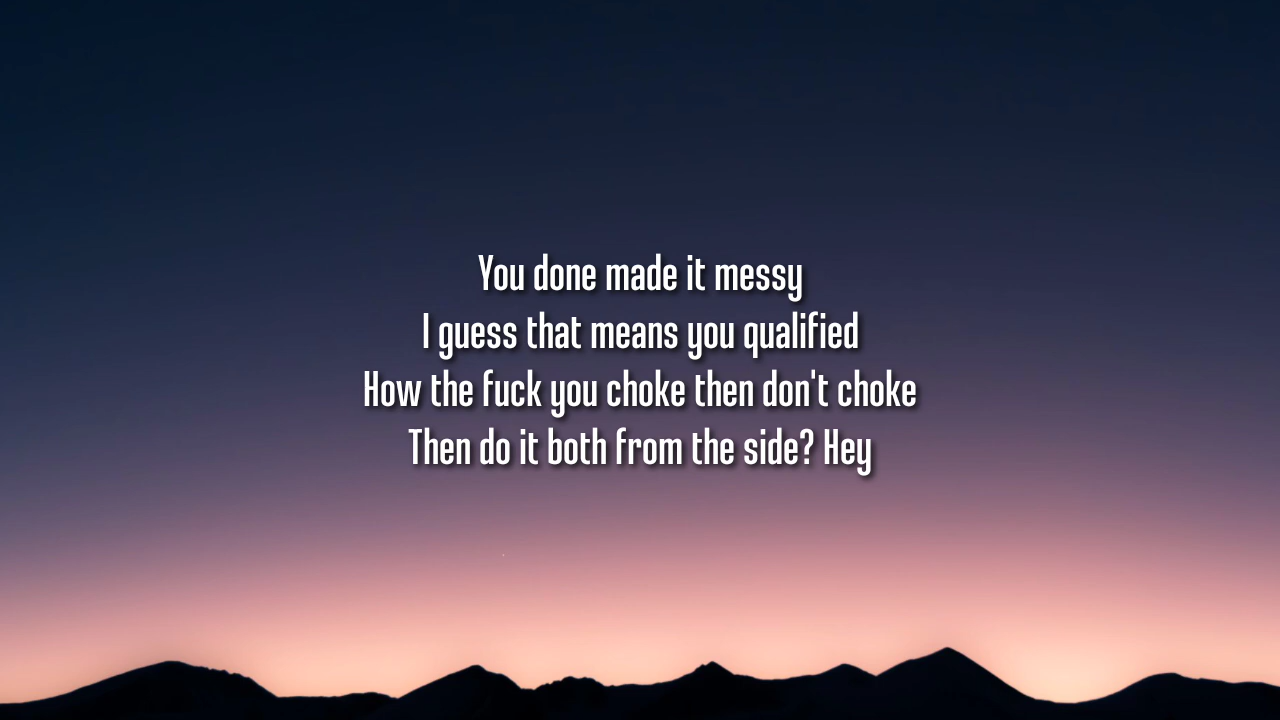 You done made it messy
I guess that means you qualified
How the fuck you choke then don't choke
Then do it both from the side? Hey